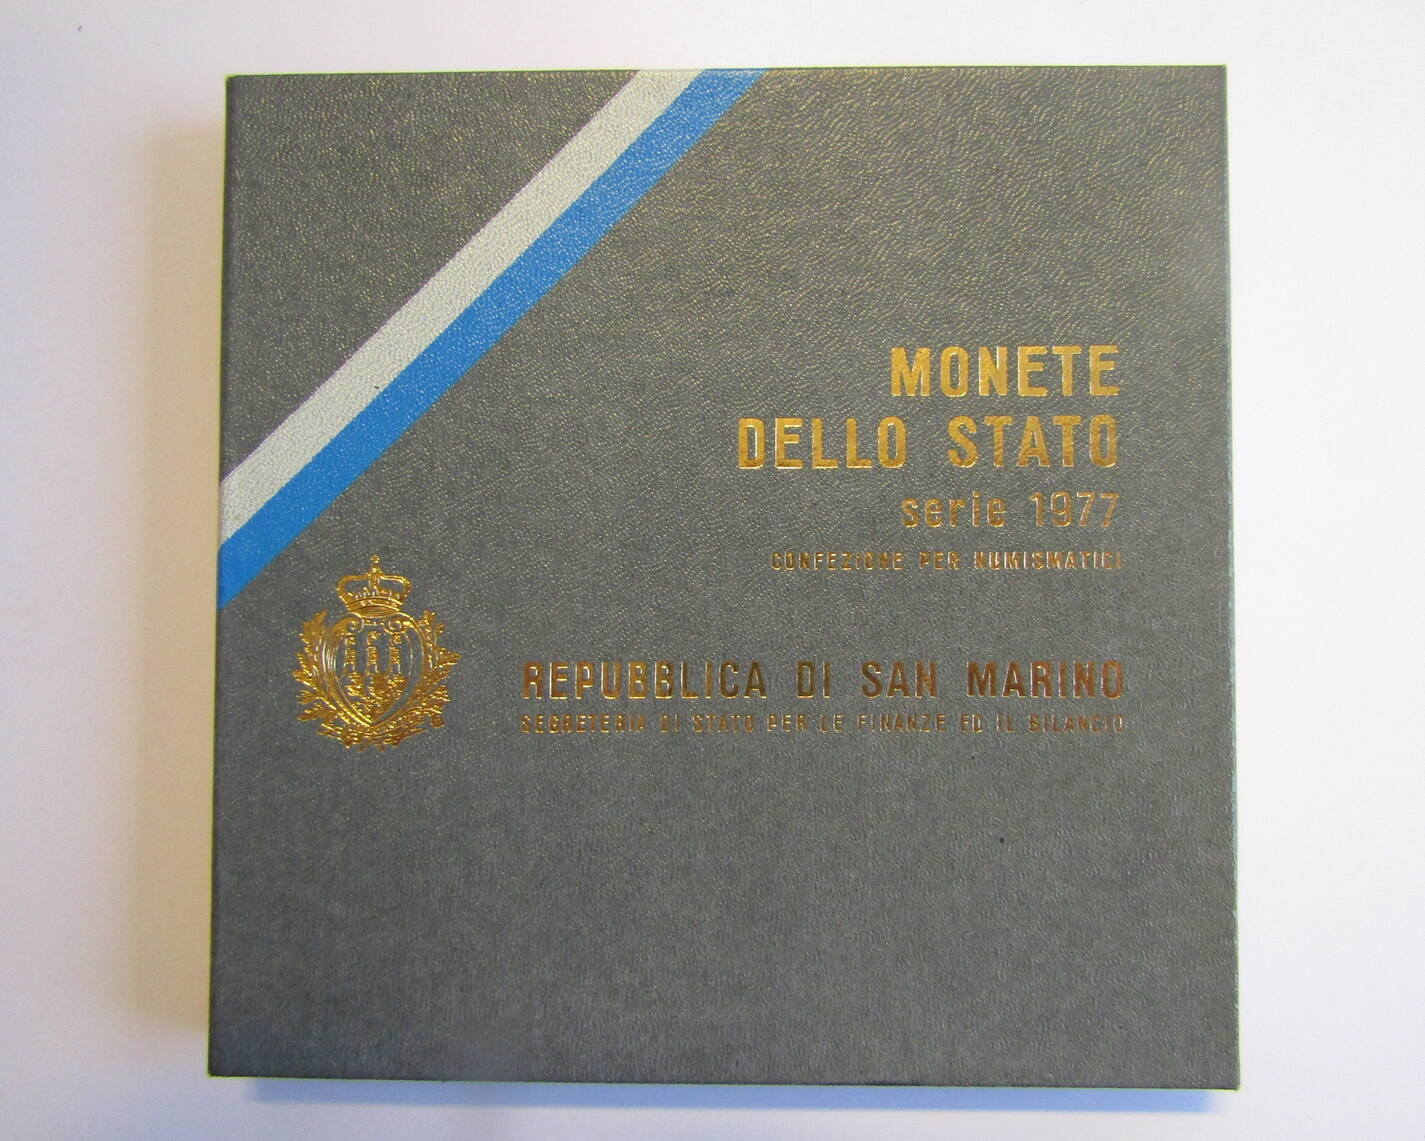 MONETE
DELLO STATO
serie 1977
CONFEZIONE PER NUMISMATICI
REPUBBLICA DI SAN MARINO
SEGRETERIA DI STATO PER LE FINANZE ED IL BILANCIO